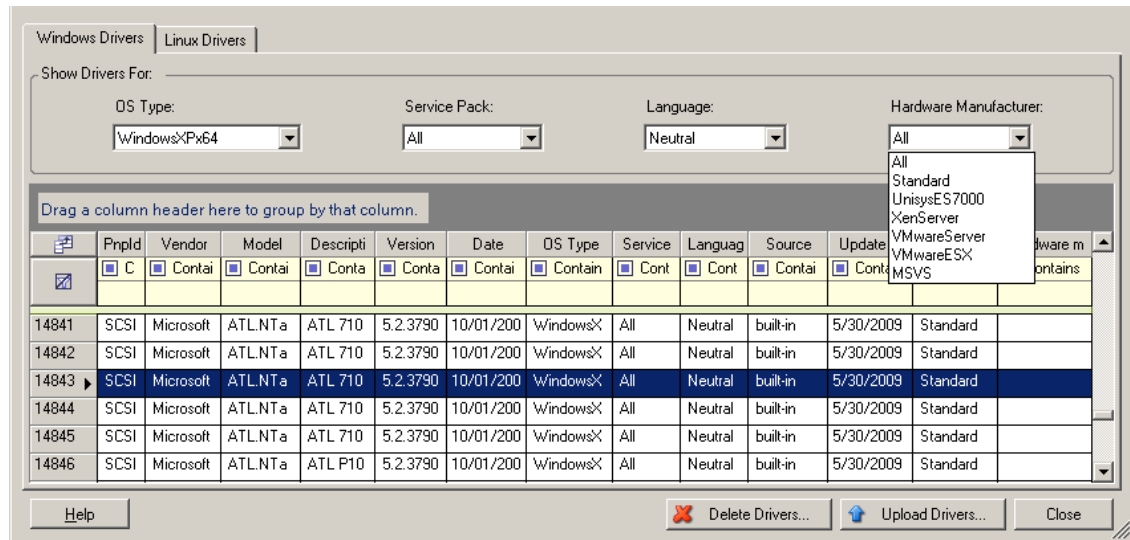 Windows Drivers Linux Drivers
Show Drivers For:
OS Type: Service Pack: Language: Hardware Manufacturer:
WindowsXPx64 All Neutral All
All
Standard
UnisysES7000
XenServer
VMwareServer
VMwareESX
MSVS
Drag a column header here to group by that column.
PnpId Vendor Model Descripti Version Date OS Type Service Languag Source Update dware m
C Contai Contai Conta Conta Contai Contain Cont Cont Contai Conta ontains
14841 SCSI Microsoft ATL.NTa ATL 710 5.2.3790 10/01/200 WindowsX All Neutral built-in 5/30/2009 Standard
14842 SCSI Microsoft ATL.NTa ATL 710 5.2.3790 10/01/200 WindowsX All Neutral built-in 5/30/2009 Standard
14843 SCSI Microsoft ATL.NTa ATL 710 5.2.3790 10/01/200 WindowsX All Neutral built-in 5/30/2009 Standard
14844 SCSI Microsoft ATL.NTa ATL 710 5.2.3790 10/01/200 WindowsX All Neutral built-in 5/30/2009 Standard
14845 SCSI Microsoft ATL.NTa ATL 710 5.2.3790 10/01/200 WindowsX All Neutral built-in 5/30/2009 Standard
14846 SCSI Microsoft ATL.NTa ATL P10 5.2.3790 10/01/200 WindowsX All Neutral built-in 5/30/2009 Standard
Help Delete Drivers... Upload Drivers... Close